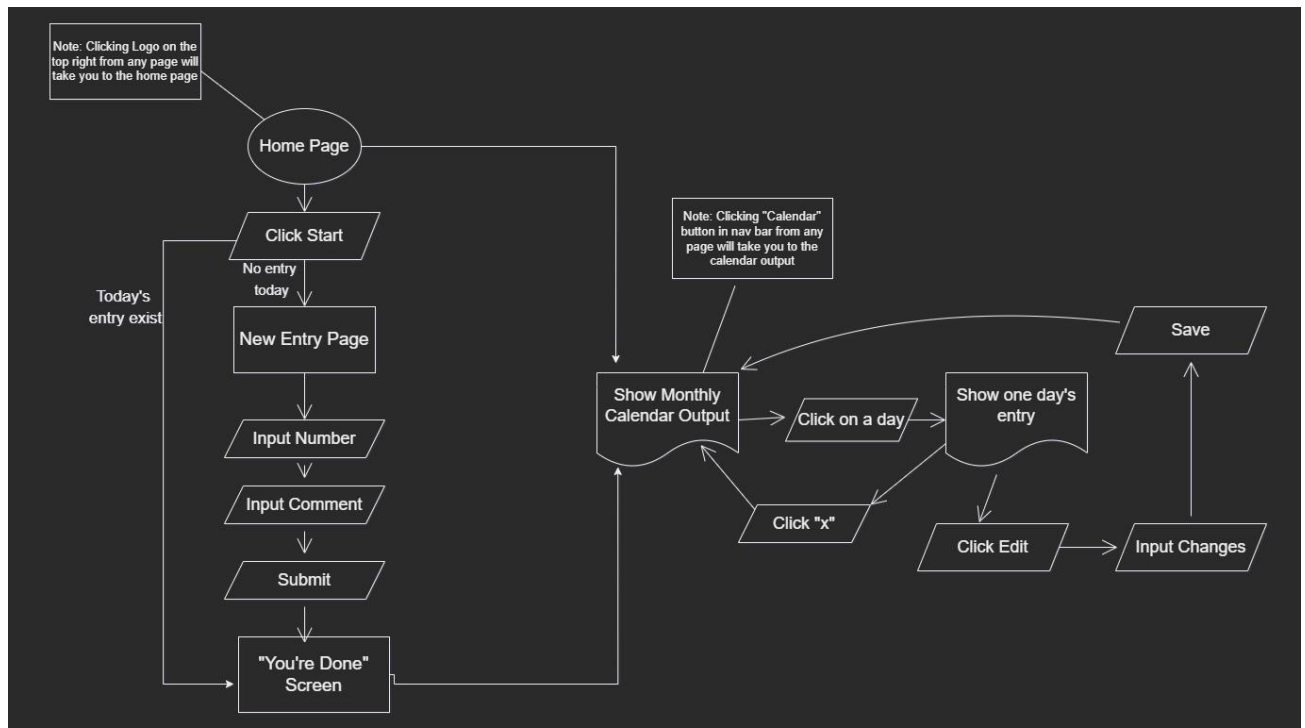 Note: Clicking Logo on the
top right from any page will
take you to the home page
Home Page
Click Start
No entry
today
Today's
entry exist
New Entry Page
Input Number
Input Comment
Submit
"You're Done"
Screen
Note: Clicking "Calendar"
button in nav bar from any
page will take you to the
calendar output
Show Monthly
Calendar Output
Click on a day
Show one day's
entry
Click "x"
Click Edit
Input Changes
Save